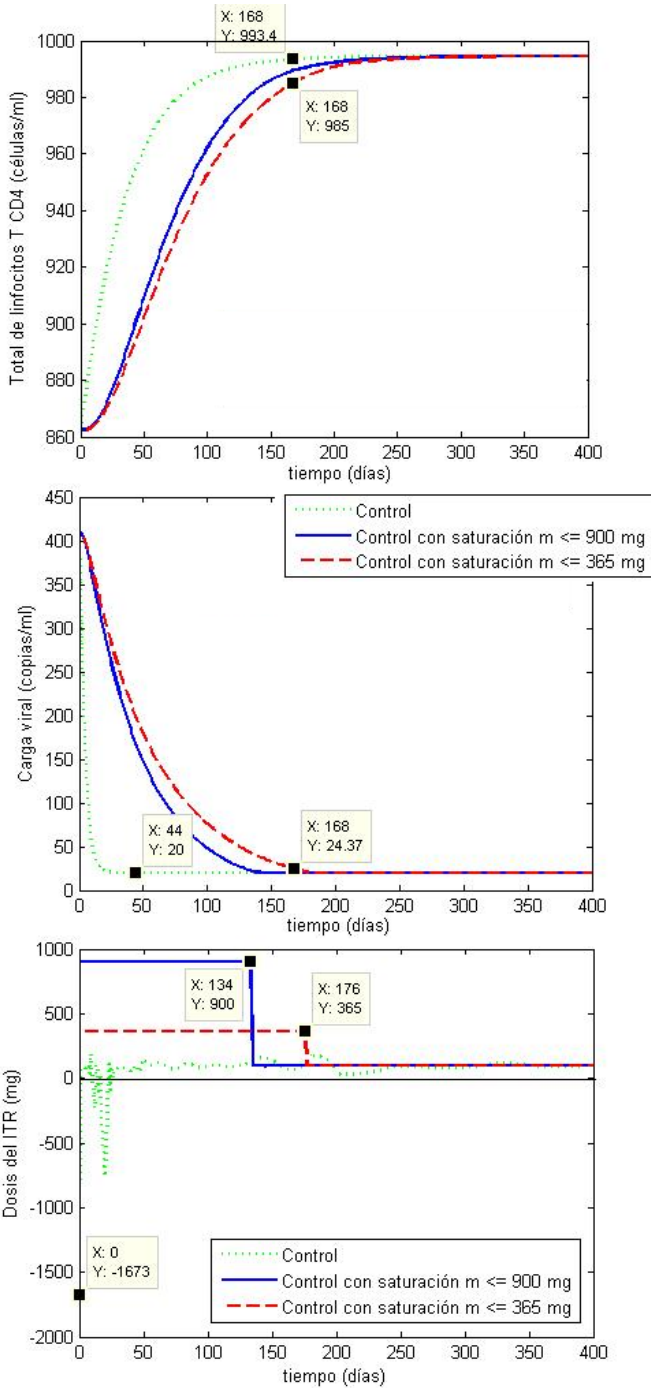 X: 168
Y: 993.4
1000
980
960
940
920
900
880
860
X: 168
Y: 985
Total de linfocitos T CD4 (células/ml)
0 50 100 150 200 250 300 350 400
tiempo (días)
450
400
350
300
250
200
150
100
50
0
Control
Control con saturación m <= 900 mg
Control con saturación m <= 365 mg
Carga viral (copias/ml)
X: 44
Y: 20
X: 168
Y: 24.37
0 50 100 150 200 250 300 350 400
tiempo (días)
1000
500
0
-500
-1000
-1500
-2000
X: 134
Y: 900
X: 176
Y: 365
Dosis del ITR (mg)
X: 0
Y: -1673
Control
Control con saturación m <= 900 mg
Control con saturación m <= 365 mg
0 50 100 150 200 250 300 350 400
tiempo (días)